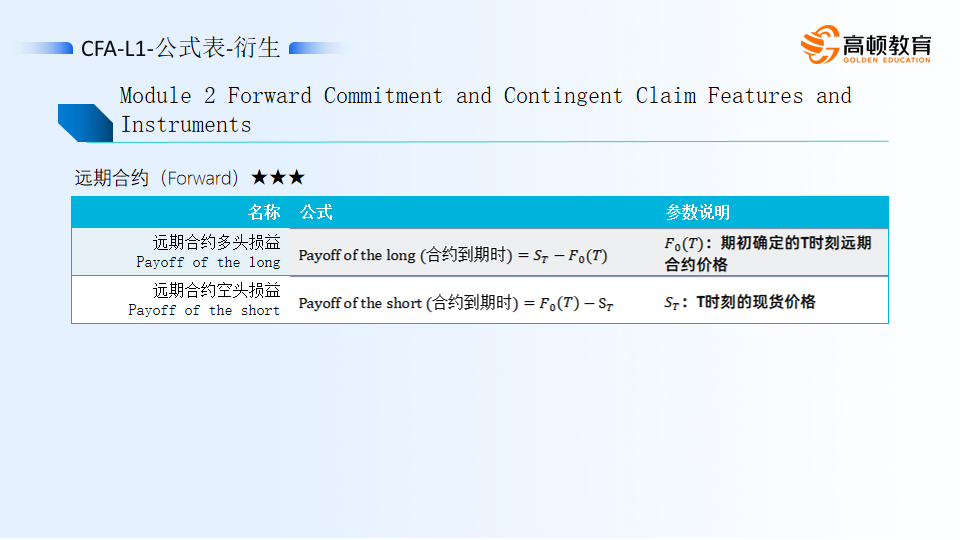 CFA-L1-公式表-衍生
高顿教育
GOLDEN EDUCATION
Module 2 Forward Commitment and Contingent Claim Features and
Instruments
远期合约（Forward）★★★
名称 公式 参数说明
远期合约多头损益
Payoff of the long
Payoff of the long (合约到期时) = S_T − F_0(T)
F_0(T)：期初确定的T时刻远期
合约价格
远期合约空头损益
Payoff of the short
Payoff of the short (合约到期时) = F_0(T) − S_T
S_T：T时刻的现货价格